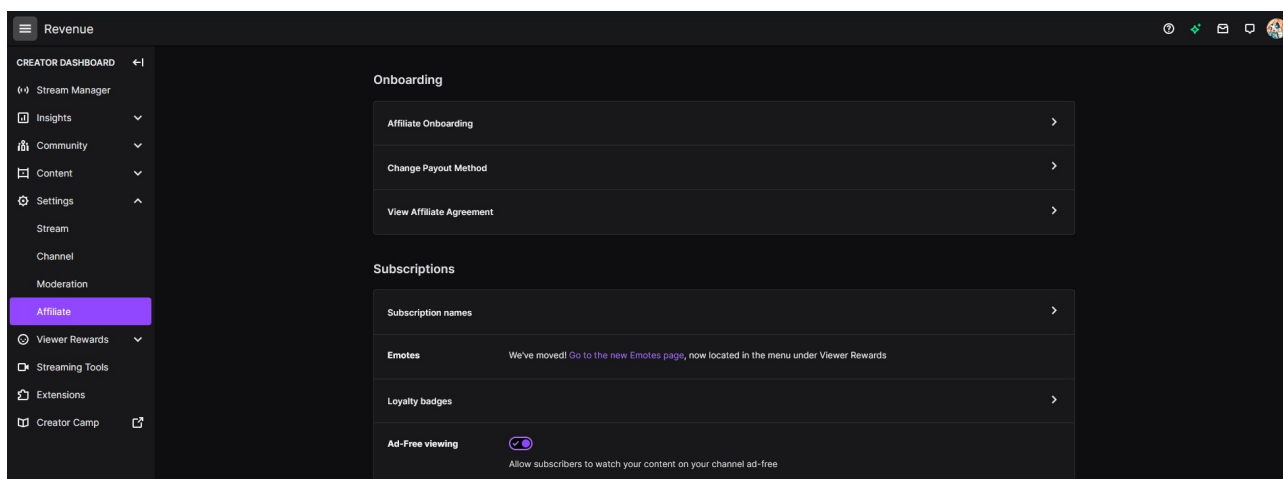 Revenue
CREATOR DASHBOARD
Stream Manager
Insights
Community
Content
Settings
Stream
Channel
Moderation
Affiliate
Viewer Rewards
Streaming Tools
Extensions
Creator Camp
Onboarding
Affiliate Onboarding
Change Payout Method
View Affiliate Agreement
Subscriptions
Subscription names
Emotes We've moved! Go to the new Emotes page, now located in the menu under Viewer Rewards
Loyalty badges
Ad-Free viewing
Allow subscribers to watch your content on your channel ad-free